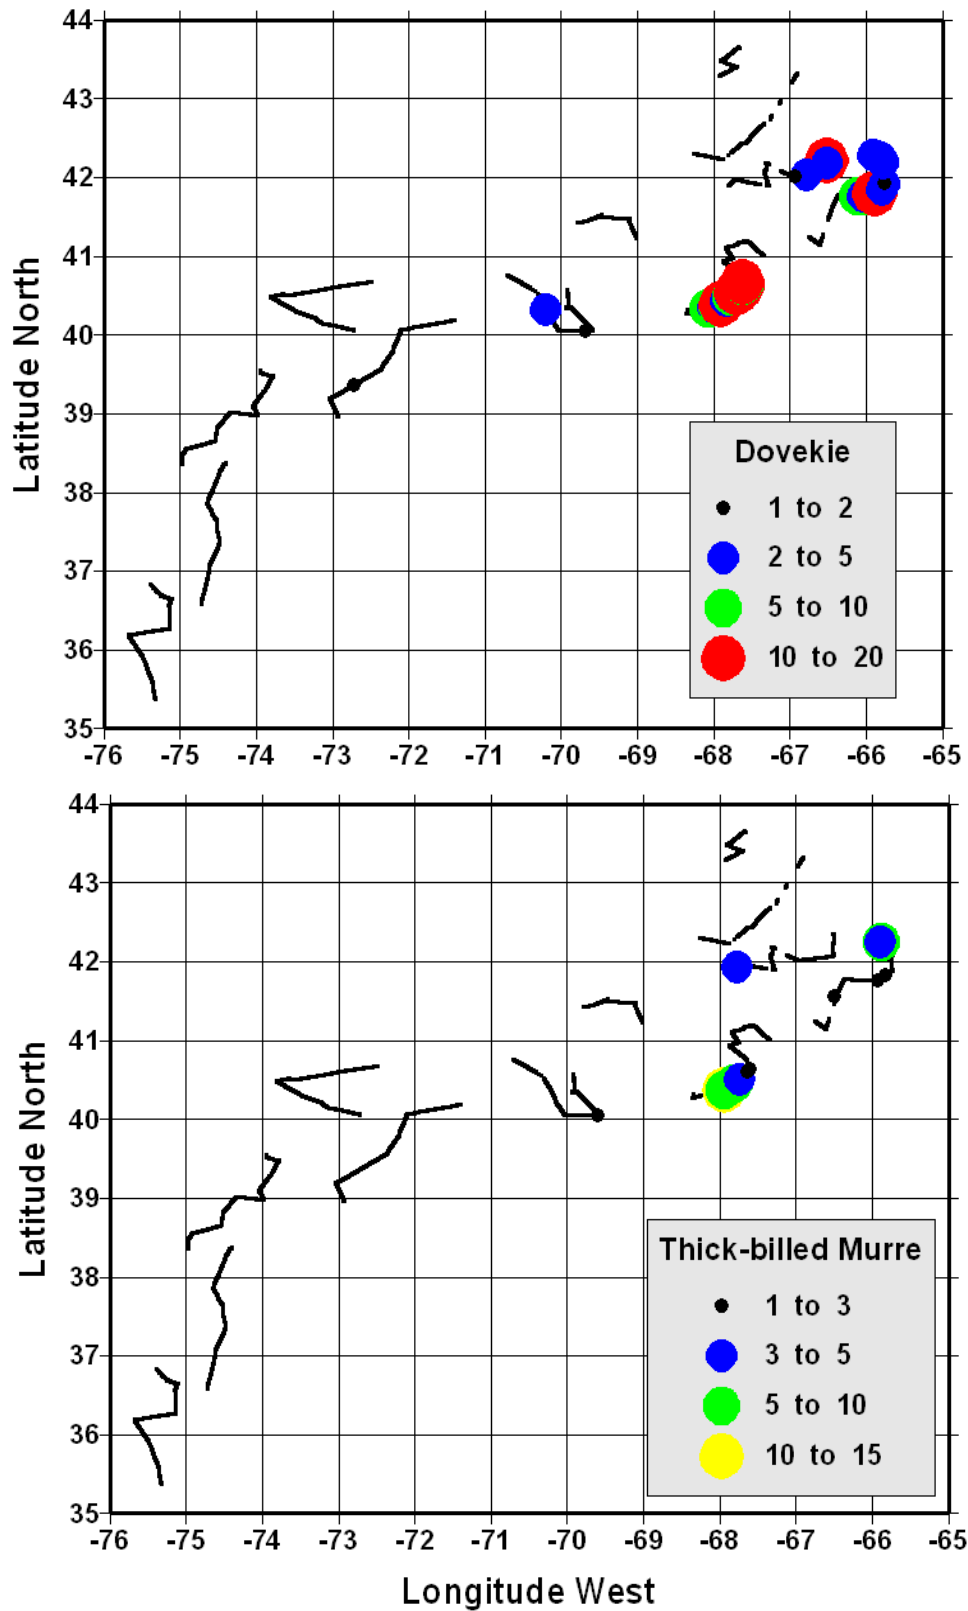 44
43
42
41
40
39
38
37
36
35
Latitude North
Dovekie
1 to 2
2 to 5
5 to 10
10 to 20
-76 -75 -74 -73 -72 -71 -70 -69 -68 -67 -66 -65
44
43
42
41
40
39
38
37
36
35
Latitude North
Thick-billed Murre
1 to 3
3 to 5
5 to 10
10 to 15
-76 -75 -74 -73 -72 -71 -70 -69 -68 -67 -66 -65
Longitude West